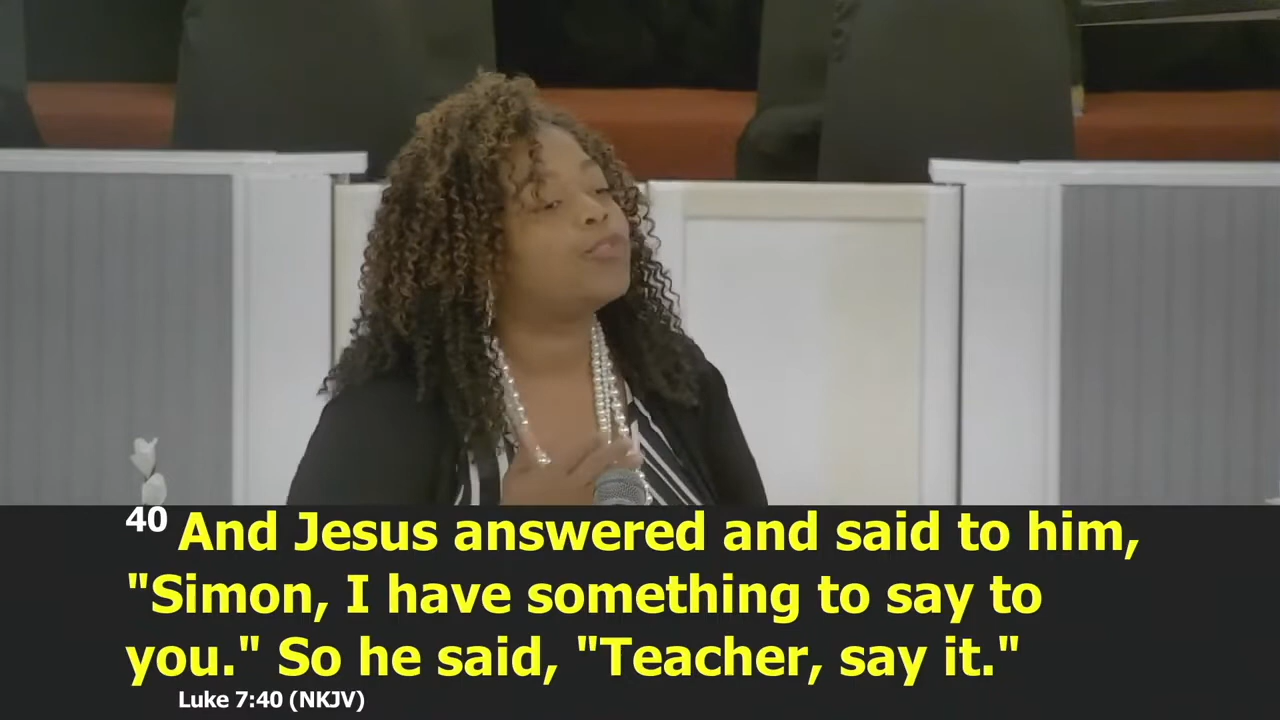 40 And Jesus answered and said to him,
"Simon, I have something to say to
you." So he said, "Teacher, say it."
Luke 7:40 (NKJV)